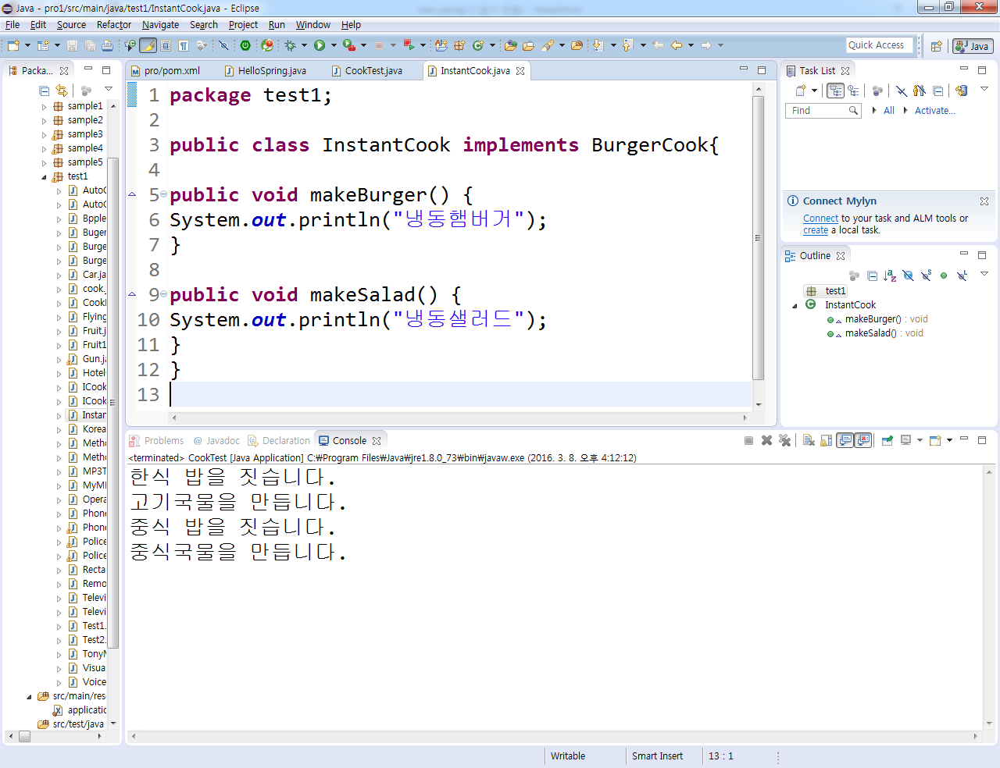 Java - pro1/src/main/java/test1/InstantCook.java - Eclipse
File Edit Source Refactor Navigate Search Project Run Window Help
Quick Access
Java
Packa...
sample1
sample2
sample3
sample4
sample5
test1
AutoC
AutoC
Bpple
Buger
Burge
Burge
Car.ja
cook.
CookI
Flying
Fruit.j
Fruit1
Gun.ja
Hotel
ICook
ICook
Instar
Korea
Metho
Metho
MP3T
MyMI
Opera
Phone
Phone
Police
Police
Recta
Remo
Televi
Televi
Test1.
Test2.
TonyM
Visua
Voice
src/main/res
applicatio
src/test/java
pro/pom.xml HelloSpring.java CookTest.java InstantCook.java
1 package test1;
2
3 public class InstantCook implements BurgerCook{
4
5 public void makeBurger() {
6 System.out.println("냉동햄버거");
7 }
8
9 public void makeSalad() {
10 System.out.println("냉동샐러드");
11 }
12 }
13
Problems @ Javadoc Declaration Console
<terminated> CookTest [Java Application] C:₩Program Files₩Java₩jre1.8.0_73₩bin₩javaw.exe (2016. 3. 8. 오후 4:12:12)
한식 밥을 짓습니다.
고기국물을 만듭니다.
중식 밥을 짓습니다.
중식국물을 만듭니다.
Task List
Find
All
Activate...
Connect Mylyn
Connect to your task and ALM tools or
create a local task.
Outline
test1
InstantCook
makeBurger() : void
makeSalad() : void
Writable
Smart Insert
13 : 1